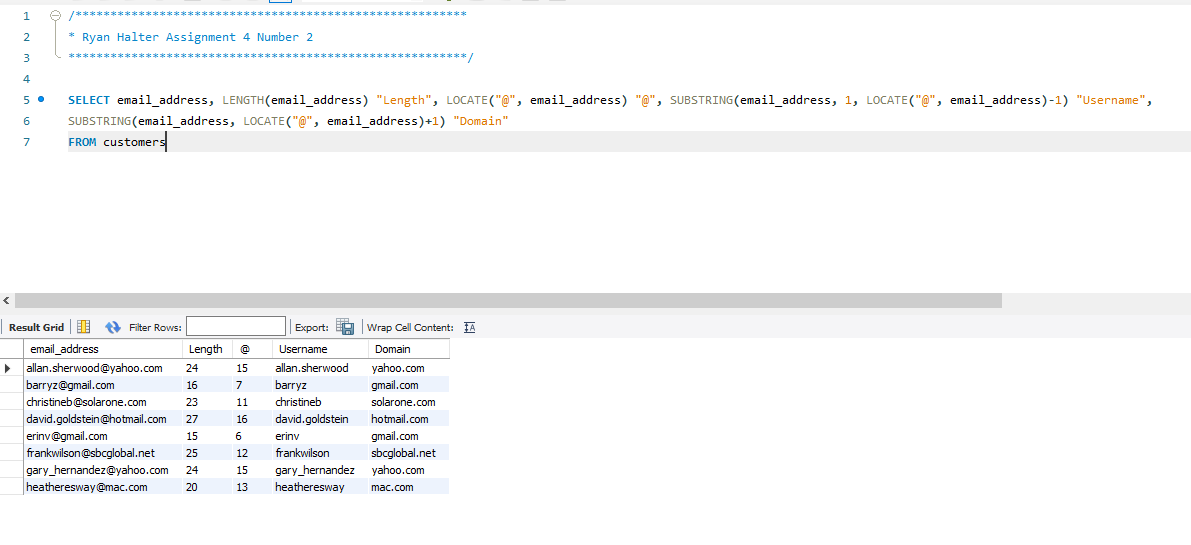 1 /********************************************************
2 * Ryan Halter Assignment 4 Number 2
3 *********************************************************/
4
5 SELECT email_address, LENGTH(email_address) "Length", LOCATE("@", email_address) "@", SUBSTRING(email_address, 1, LOCATE("@", email_address)-1) "Username",
6 SUBSTRING(email_address, LOCATE("@", email_address)+1) "Domain"
7 FROM customers
Result Grid Filter Rows: Export: Wrap Cell Content: IA
email_address Length @ Username Domain
allan.sherwood@yahoo.com 24 15 allan.sherwood yahoo.com
barryz@gmail.com 16 7 barryz gmail.com
christineb@solarone.com 23 11 christineb solarone.com
david.goldstein@hotmail.com 27 16 david.goldstein hotmail.com
erinv@gmail.com 15 6 erinv gmail.com
frankwilson@sbcglobal.net 25 12 frankwilson sbcglobal.net
gary_hernandez@yahoo.com 24 15 gary_hernandez yahoo.com
heatheresway@mac.com 20 13 heatheresway mac.com